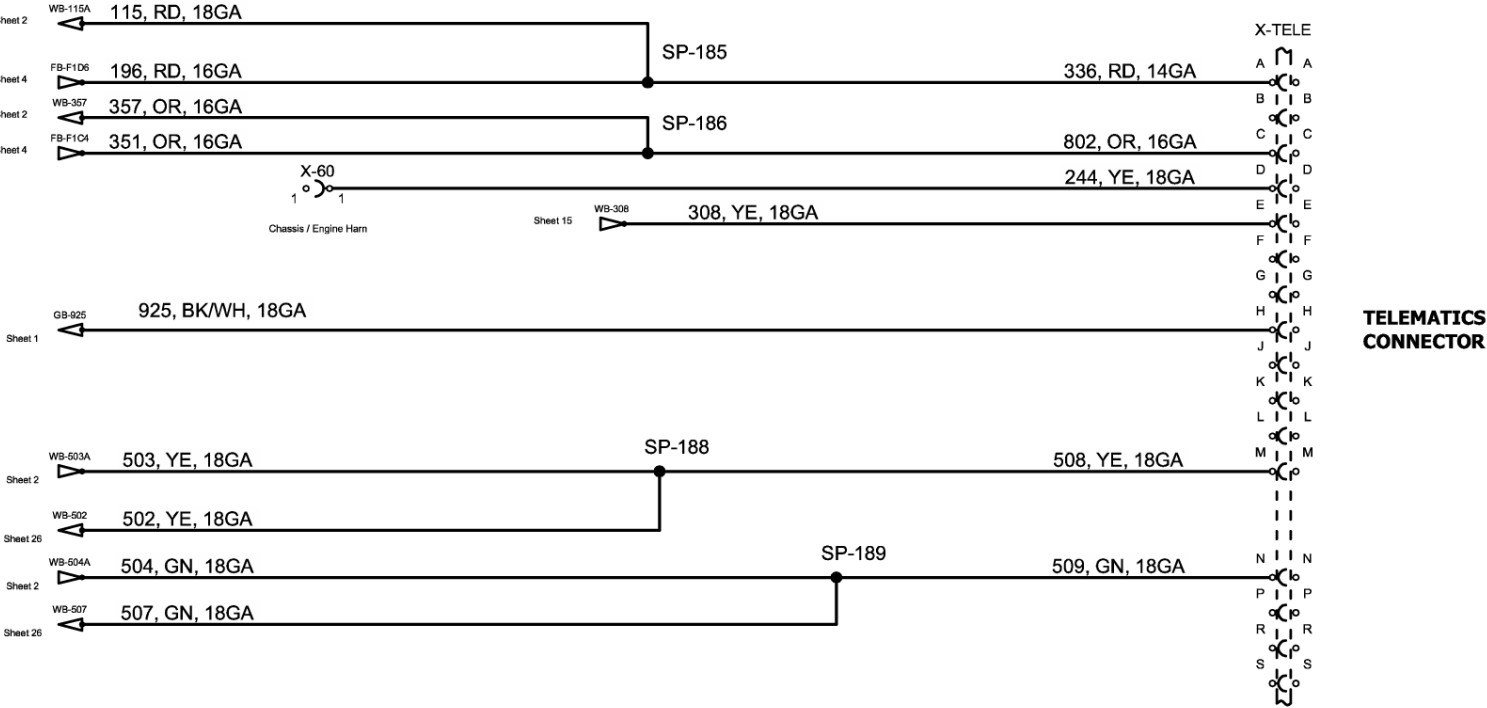 WB-115A 115, RD, 18GA
Sheet 2
X-TELE
SP-185
FB-F1D6 196, RD, 16GA 336, RD, 14GA A A
Sheet 4
WB-357 357, OR, 16GA B B
Sheet 2
SP-186
FB-F1C4 351, OR, 16GA 802, OR, 16GA C C
Sheet 4
X-60 244, YE, 18GA D D
1 1
WB-308 308, YE, 18GA E E
Sheet 15
Chassis / Engine Harn
F F
G G
GB-925 925, BK/WH, 18GA H H
Sheet 1
TELEMATICS
CONNECTOR
J J
K K
L L
SP-188
WB-503A 503, YE, 18GA 508, YE, 18GA M M
Sheet 2
WB-502 502, YE, 18GA
Sheet 26
SP-189
WB-504A 504, GN, 18GA 509, GN, 18GA N N
Sheet 2
P P
WB-507 507, GN, 18GA
Sheet 26
R R
S S